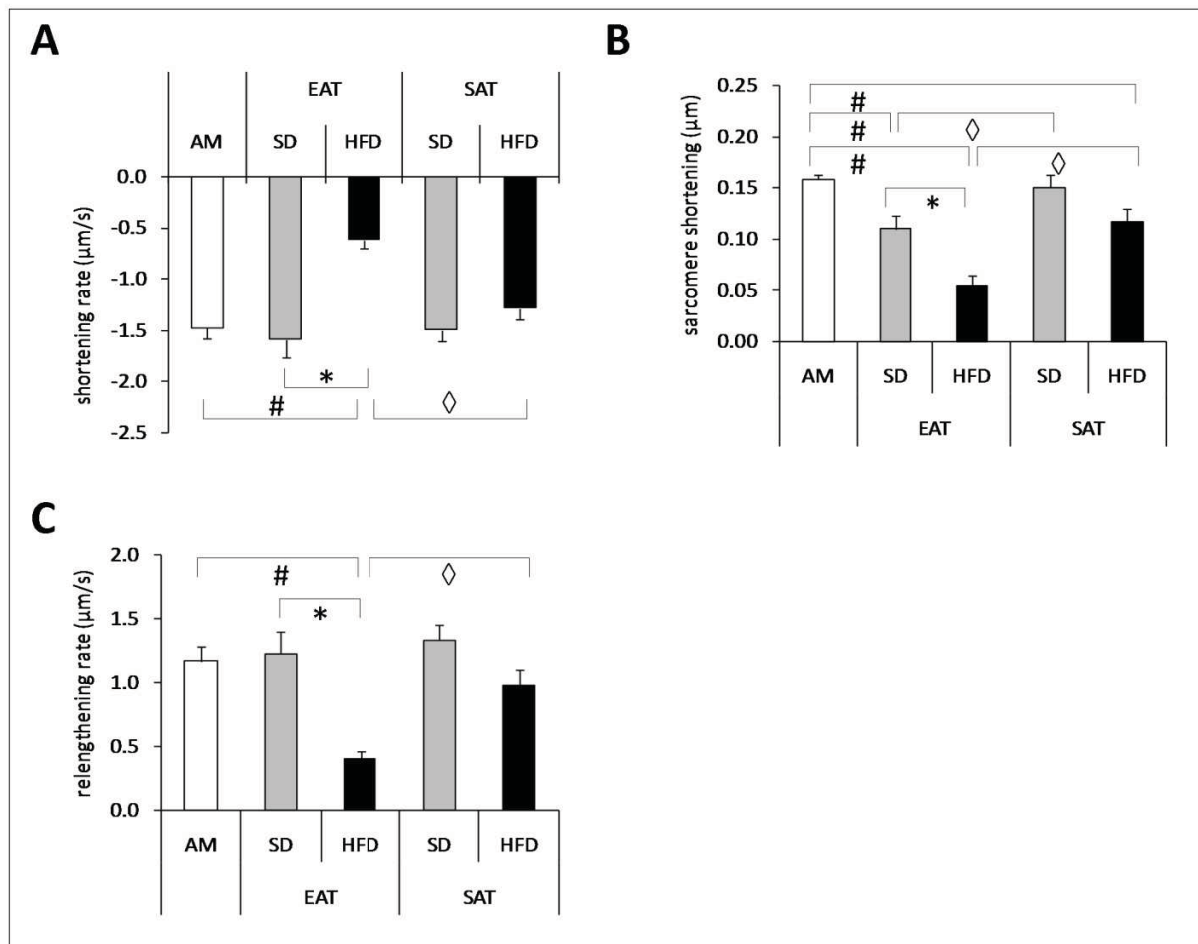 A
EAT SAT
AM SD HFD SD HFD
0.0
-0.5
-1.0
-1.5
-2.0
-2.5
shortening rate (µm/s)
*
# ◊
B
0.25
0.20
0.15
0.10
0.05
0.00
sarcomere shortening (µm)
#
# ◊
# ◊
*
AM SD HFD SD HFD
EAT SAT
C
2.0
1.5
1.0
0.5
0.0
relengthening rate (µm/s)
# ◊
*
AM SD HFD SD HFD
EAT SAT